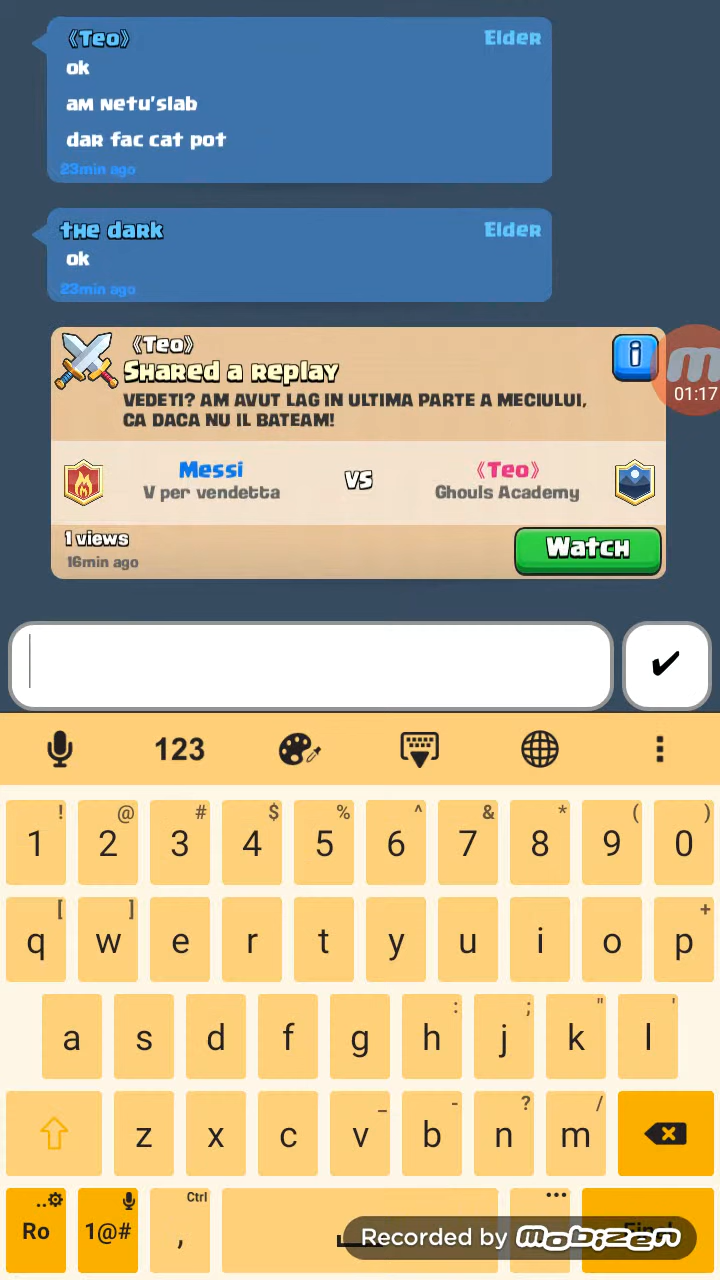 《Teo》 Elder
ok
am netu'slab
dar fac cat pot
23min ago
the dark Elder
ok
23min ago
《Teo》
Shared a replay
VEDETI? AM AVUT LAG IN ULTIMA PARTE A MECIULUI,
CA DACA NU IL BATEAM!
01:17
Messi VS 《Teo》
V per vendetta Ghouls Academy
1 views
16min ago
Watch
✔
123
! @ # $ % ^ & * ( )
1 2 3 4 5 6 7 8 9 0
[ ] +
q w e r t y u i o p
: ; " '
a s d f g h j k l
_ - ? /
z x c v b n m
Ctrl
Ro 1@# ,
Recorded by mobizen